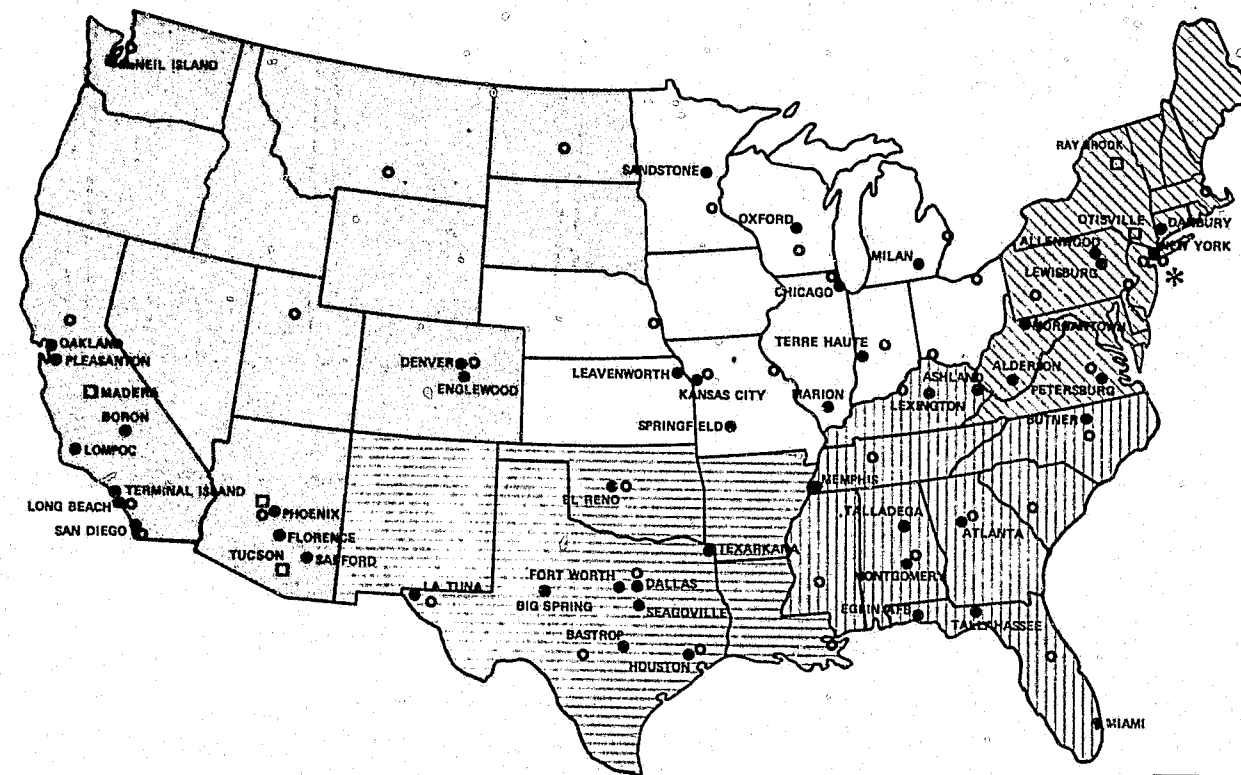 McNEIL ISLAND
SANDSTONE
RAY BROOK
OXFORD
OTISVILLE
DANBURY
ALLENWOOD
NEW YORK
MILAN
LEWISBURG
*
CHICAGO
MORGANTOWN
OAKLAND
TERRE HAUTE
PLEASANTON
DENVER
LEAVENWORTH
ALDERSON
ASHLAND
ENGLEWOOD
PETERSBURG
MADERA
KANSAS CITY
MARION
LEXINGTON
BORON
BUTNER
SPRINGFIELD
LOMPOC
MEMPHIS
TERMINAL ISLAND
EL RENO
LONG BEACH
PHOENIX
TALLADEGA
SAN DIEGO
ATLANTA
FLORENCE
TEXARKANA
TUCSON
SAFFORD
FORT WORTH
MONTGOMERY
LA TUNA
DALLAS
BIG SPRING
SEAGOVILLE
EGLIN AFB
TALLAHASSEE
BASTROP
HOUSTON
MIAMI